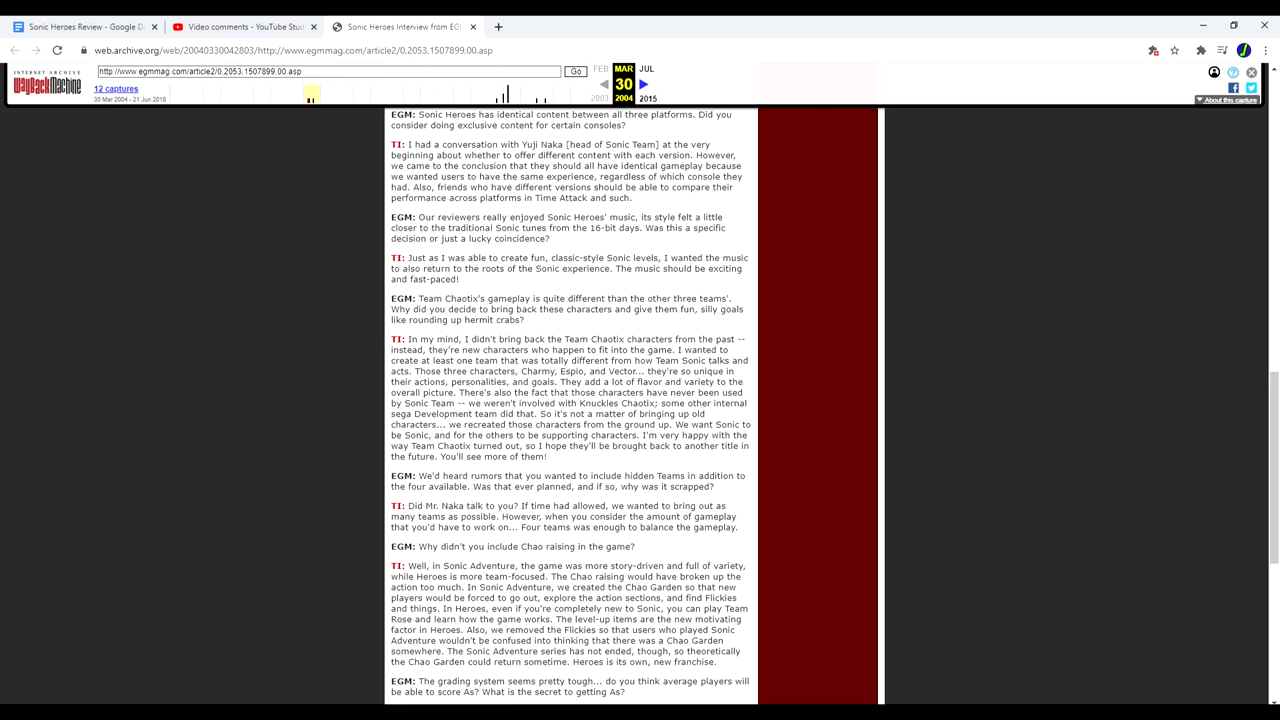 Sonic Heroes Review - Google D
Video comments - YouTube Stud
Sonic Heroes Interview from EG
web.archive.org/web/20040330042803/http://www.egmmag.com/article2/0,2053,1507899,00.asp
INTERNET ARCHIVE
WayBackMachine
http://www.egmmag.com/article2/0,2053,1507899,00.asp
Go
FEB MAR JUL
12 captures
30
30 Mar 2004 - 21 Jun 2018
2003 2004 2015
About this capture
EGM: Sonic Heroes has identical content between all three platforms. Did you
consider doing exclusive content for certain consoles?
TI: I had a conversation with Yuji Naka [head of Sonic Team] at the very
beginning about whether to offer different content with each version. However,
we came to the conclusion that they should all have identical gameplay because
we wanted users to have the same experience, regardless of which console they
had. Also, friends who have different versions should be able to compare their
performance across platforms in Time Attack and such.
EGM: Our reviewers really enjoyed Sonic Heroes' music, its style felt a little
closer to the traditional Sonic tunes from the 16-bit days. Was this a specific
decision or just a lucky coincidence?
TI: Just as I was able to create fun, classic-style Sonic levels, I wanted the music
to also return to the roots of the Sonic experience. The music should be exciting
and fast-paced!
EGM: Team Chaotix's gameplay is quite different than the other three teams'.
Why did you decide to bring back these characters and give them fun, silly goals
like rounding up hermit crabs?
TI: In my mind, I didn't bring back the Team Chaotix characters from the past --
instead, they're new characters who happen to fit into the game. I wanted to
create at least one team that was totally different from how Team Sonic talks and
acts. Those three characters, Charmy, Espio, and Vector... they're so unique in
their actions, personalities, and goals. They add a lot of flavor and variety to the
overall picture. There's also the fact that those characters have never been used
by Sonic Team -- we weren't involved with Knuckles Chaotix; some other internal
sega Development team did that. So it's not a matter of bringing up old
characters... we recreated those characters from the ground up. We want Sonic to
be Sonic, and for the others to be supporting characters. I'm very happy with the
way Team Chaotix turned out, so I hope they'll be brought back to another title in
the future. You'll see more of them!
EGM: We'd heard rumors that you wanted to include hidden Teams in addition to
the four available. Was that ever planned, and if so, why was it scrapped?
TI: Did Mr. Naka talk to you? If time had allowed, we wanted to bring out as
many teams as possible. However, when you consider the amount of gameplay
that you'd have to work on... Four teams was enough to balance the gameplay.
EGM: Why didn't you include Chao raising in the game?
TI: Well, in Sonic Adventure, the game was more story-driven and full of variety,
while Heroes is more team-focused. The Chao raising would have broken up the
action too much. In Sonic Adventure, we created the Chao Garden so that new
players would be forced to go out, explore the action sections, and find Flickies
and things. In Heroes, even if you're completely new to Sonic, you can play Team
Rose and learn how the game works. The level-up items are the new motivating
factor in Heroes. Also, we removed the Flickies so that users who played Sonic
Adventure wouldn't be confused into thinking that there was a Chao Garden
somewhere. The Sonic Adventure series has not ended, though, so theoretically
the Chao Garden could return sometime. Heroes is its own, new franchise.
EGM: The grading system seems pretty tough... do you think average players will
be able to score As? What is the secret to getting As?